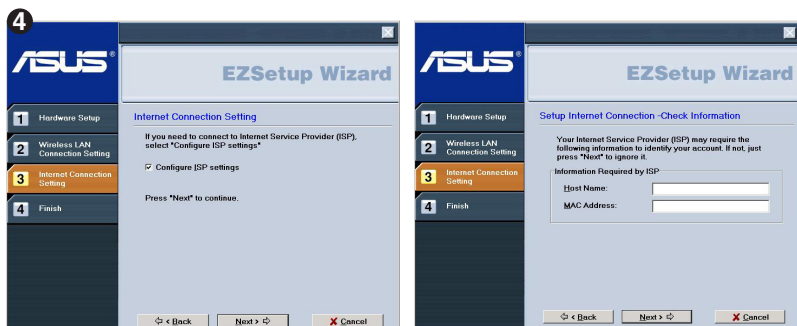 4
ASUS®
EZSetup Wizard
1 Hardware Setup
2 Wireless LAN
Connection Setting
3 Internet Connection
Setting
4 Finish
Internet Connection Setting
If you need to connect to Internet Service Provider (ISP),
select "Configure ISP settings"
Configure ISP settings
Press "Next" to continue.
< Back
Next >
Cancel
ASUS®
EZSetup Wizard
1 Hardware Setup
2 Wireless LAN
Connection Setting
3 Internet Connection
Setting
4 Finish
Setup Internet Connection -Check Information
Your Internet Service Provider (ISP) may require the
following information to identify your account. If not, just
press "Next" to ignore it.
Information Required by ISP
Host Name:
MAC Address:
< Back
Next >
Cancel